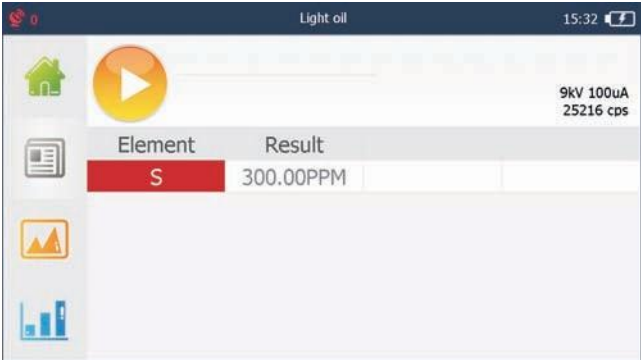 0 Light oil 15:32
9kV 100uA
25216 cps
Element Result
S 300.00PPM